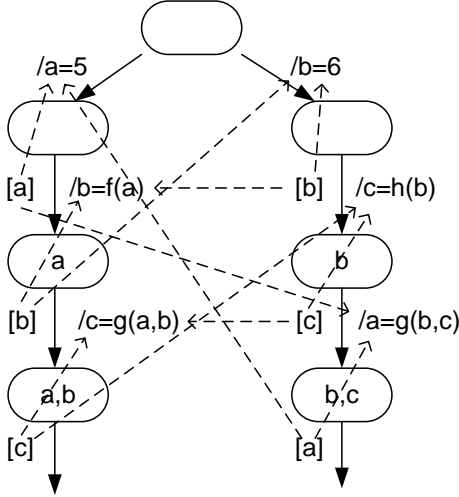 /a=5 /b=6
[a] /b=f(a) [b] /c=h(b)
a b
[b] /c=g(a,b) [c] /a=g(b,c)
a,b b,c
[c] [a]